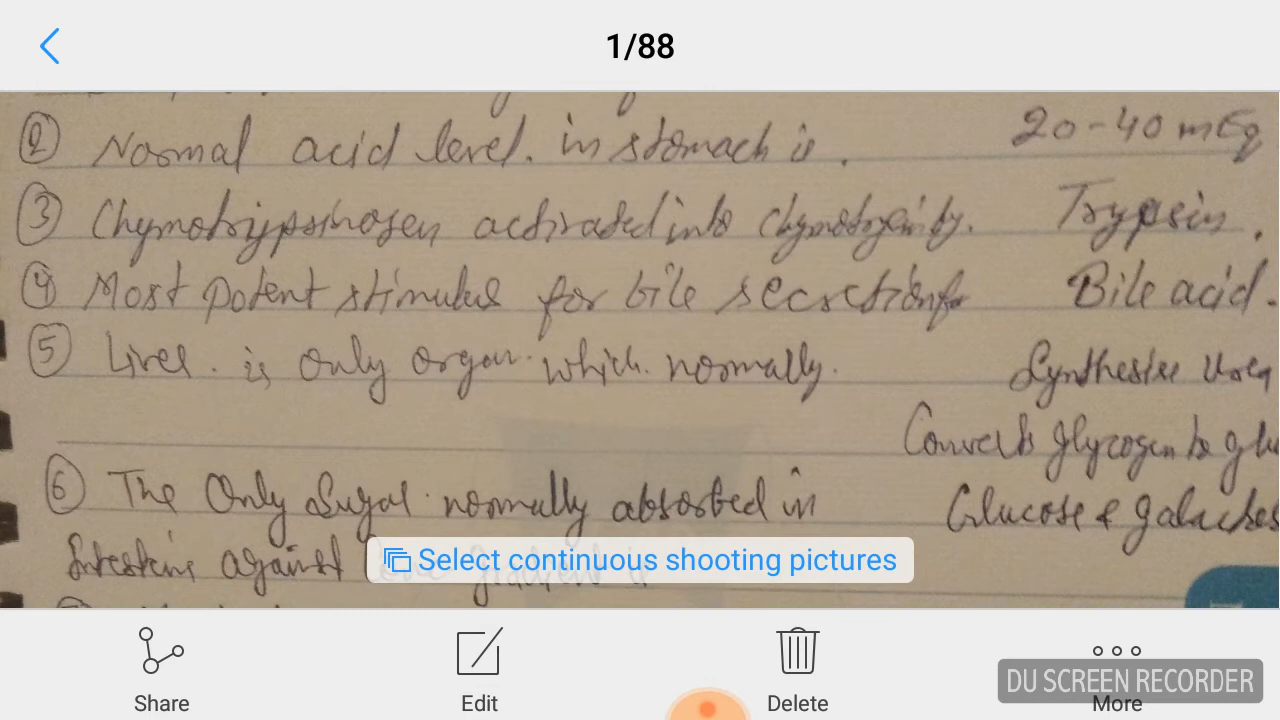 1/88
② Normal acid level. in stomach is. 20-40 mEq
③ Chymotrypsinogen activated into by. Trypsin.
④ Most potent stimulus for bile secretion Bile acid.
⑤ Liver. is only organ. which. normally. Synthesise Urea
Converts glycogen to glu
⑥ The Only Sugar normally absorbed in Glucose & galactos
Intestine against
Select continuous shooting pictures
Share Edit Delete More
DU SCREEN RECORDER